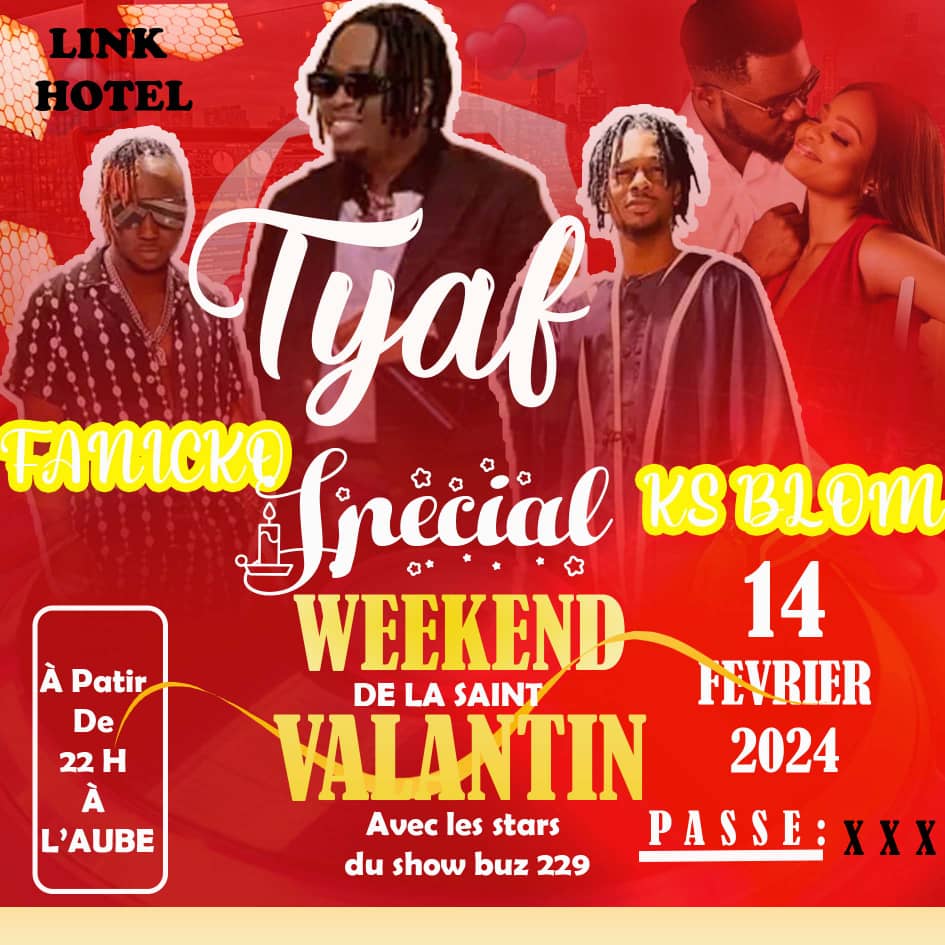 LINK
HOTEL
Tyaf
FANICKO
KS BLOM
Special
WEEKEND
DE LA SAINT
VALANTIN
Avec les stars
du show buz 229
14
FEVRIER
2024
PASSE: XXX
À Patir
De
22 H
À
L'AUBE